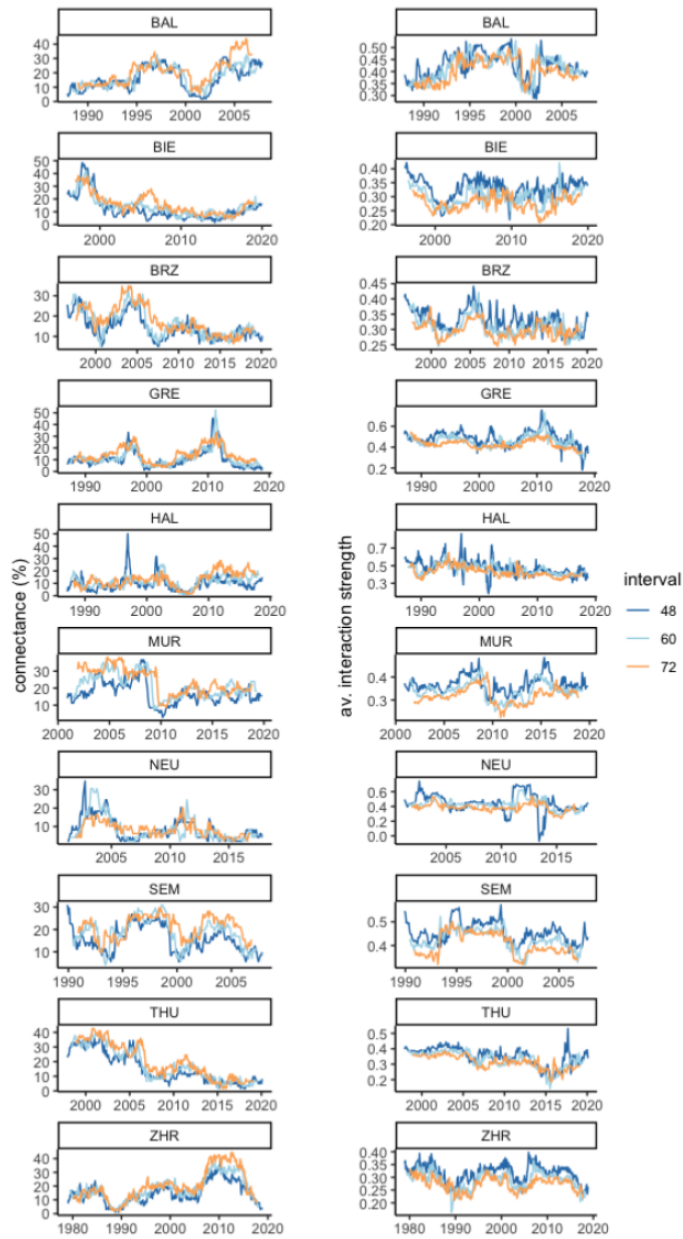 BAL
40
30
20
10
0
1990 1995 2000 2005
BIE
50
40
30
20
10
0
2000 2010 2020
BRZ
30
20
10
2000 2005 2010 2015 2020
GRE
50
40
30
20
10
0
1990 2000 2010 2020
HAL
50
40
30
20
10
0
1990 2000 2010 2020
MUR
30
20
10
2000 2005 2010 2015 2020
NEU
30
20
10
2005 2010 2015
SEM
30
20
10
1990 1995 2000 2005
THU
40
30
20
10
0
2000 2005 2010 2015 2020
ZHR
40
30
20
10
0
1980 1990 2000 2010 2020
connectance (%)
BAL
0.50
0.45
0.40
0.35
0.30
1990 1995 2000 2005
BIE
0.40
0.35
0.30
0.25
0.20
2000 2010 2020
BRZ
0.45
0.40
0.35
0.30
0.25
2000 2005 2010 2015 2020
GRE
0.6
0.4
0.2
1990 2000 2010 2020
HAL
0.7
0.5
0.3
1990 2000 2010 2020
MUR
0.4
0.3
2000 2005 2010 2015 2020
NEU
0.6
0.4
0.2
0.0
2005 2010 2015
SEM
0.5
0.4
1990 1995 2000 2005
THU
0.5
0.4
0.3
0.2
2000 2005 2010 2015 2020
ZHR
0.40
0.35
0.30
0.25
0.20
1980 1990 2000 2010 2020
av. interaction strength
interval
48
60
72